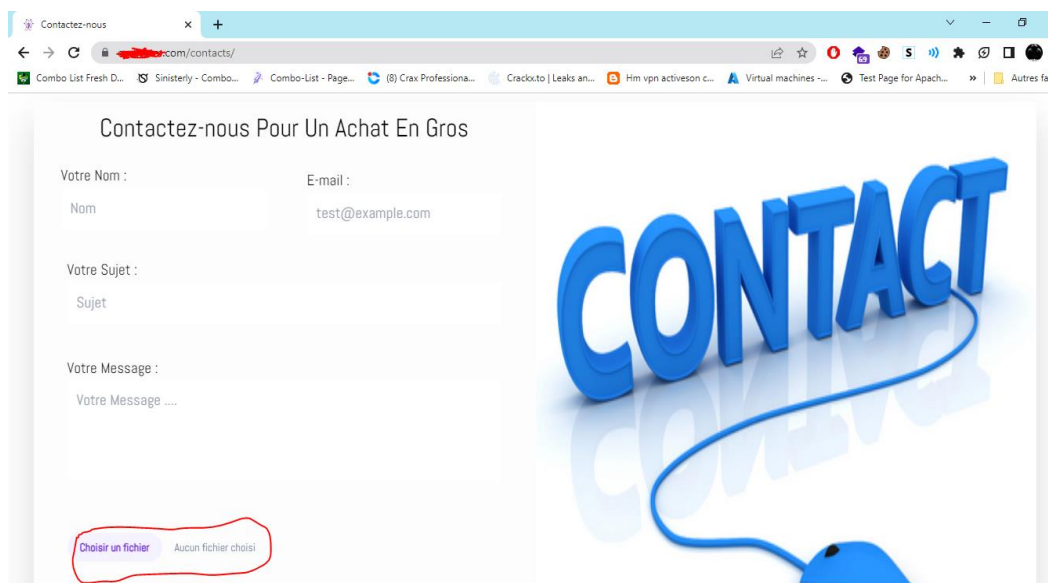 Contactez-nous
.com/contacts/
69
Combo List Fresh D...
Sinisterly - Combo...
Combo-List - Page...
(8) Crax Professiona...
Crackx.to | Leaks an...
Hm vpn activeson c...
Virtual machines -...
Test Page for Apach...
»
Autres fa
Contactez-nous Pour Un Achat En Gros
Votre Nom :
E-mail :
Nom
test@example.com
Votre Sujet :
Sujet
Votre Message :
Votre Message ....
Choisir un fichier
Aucun fichier choisi
CONTACT